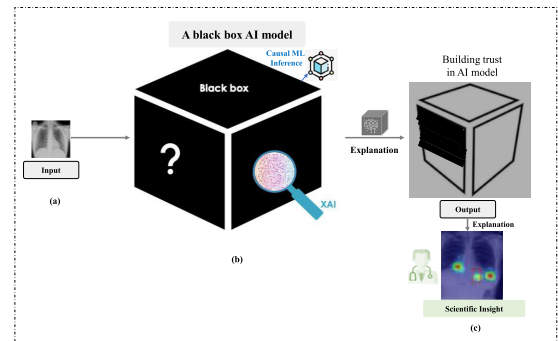 A black box AI model
Causal ML
Inference
Black box
?
XAI
Input
(a)
(b)
Explanation
Building trust
in AI model
Output
Explanation
Scientific Insight
(c)